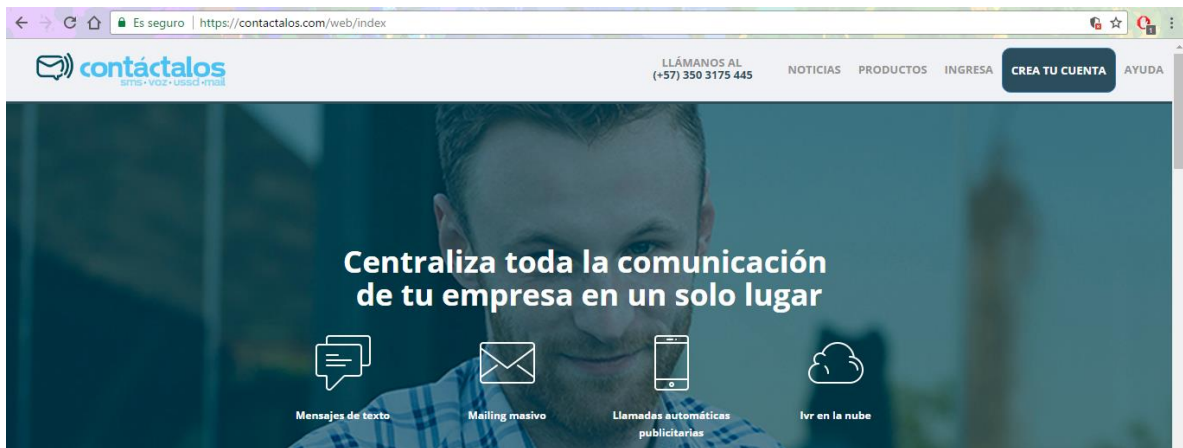 Es seguro | https://contactalos.com/web/index
contáctalos
sms•voz•ussd•mail
LLÁMANOS AL
(+57) 350 3175 445
NOTICIAS
PRODUCTOS
INGRESA
CREA TU CUENTA
AYUDA
Centraliza toda la comunicación
de tu empresa en un solo lugar
Mensajes de texto
Mailing masivo
Llamadas automáticas
publicitarias
Ivr en la nube